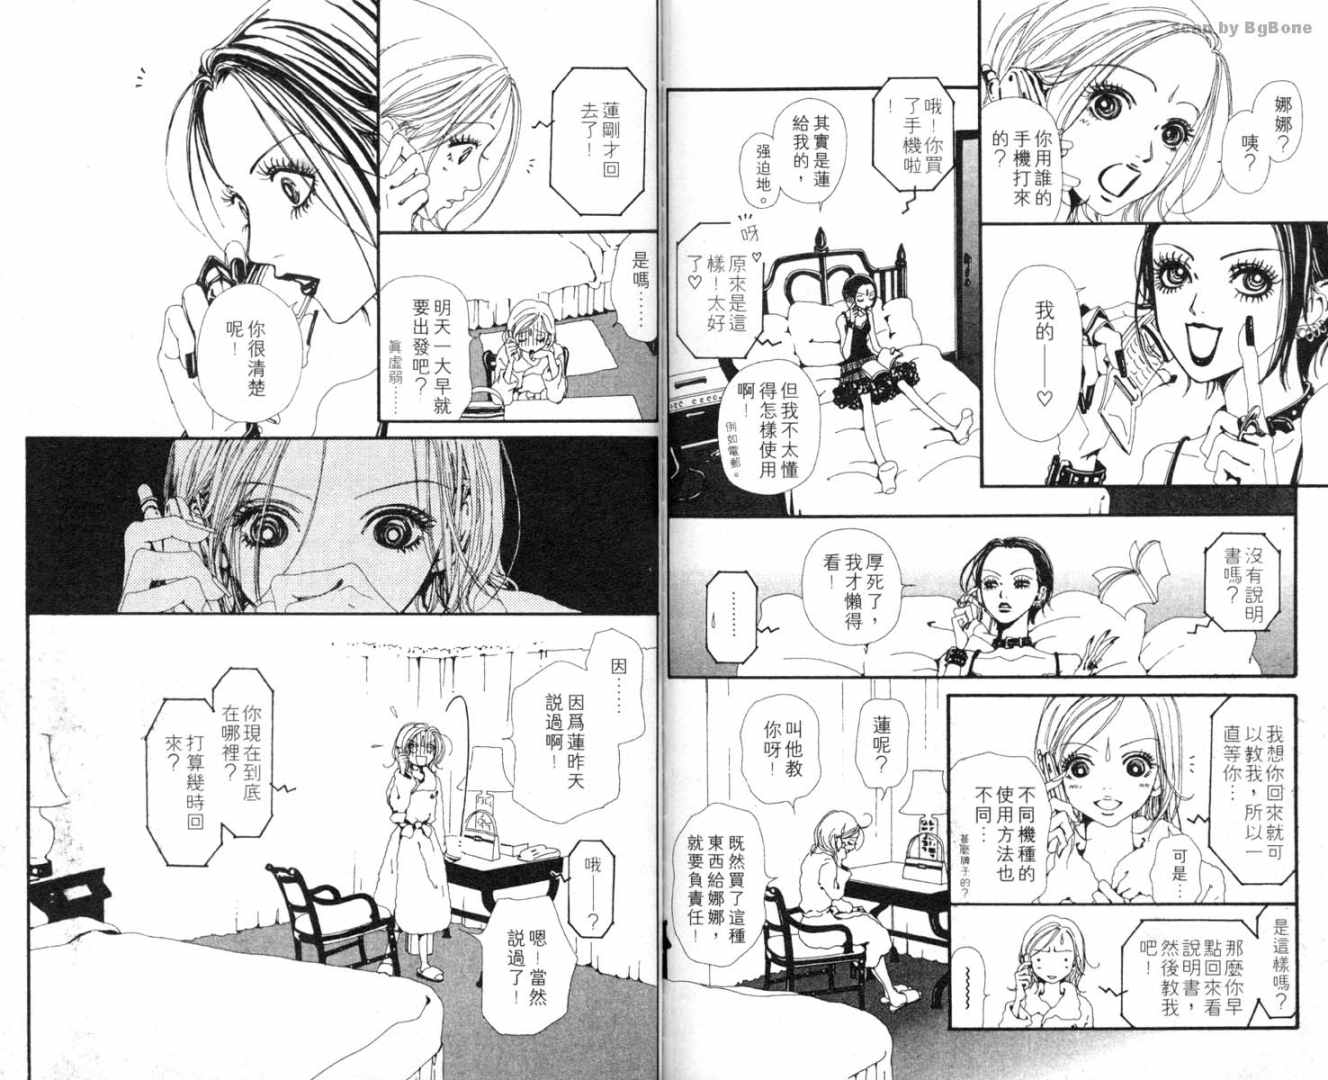 Scan by BgBone
娜娜?
咦?
你用誰的
手機打來
的?
我的——♡
哦!你買
了手機啦
!
其實是蓮
給我的,
强迫地。
呀♡
原來是這
樣!太好
了♡
但我不太懂
得怎樣使用
啊!
例如電郵。
沒有說明
書嗎?
厚死了,
我才懶得
看!
………
我想你回來就可
以教我,所以一
直等你…
可是…
不同機種的
使用方法也
不同…
甚麼牌子的?
是這樣嗎?
那麼你早
點回來看
說明書,
然後教我
吧!
蓮呢?
叫他教
你呀!
既然買了這種
東西給娜娜,
就要負責任!
蓮剛才回
去了!
是嗎……
明天一大早就
要出發吧?
眞虛弱……
你很清楚
呢!
因……
因爲蓮昨天
説過啊!
哦——?
嗯!當然
説過了!
你現在到底
在哪裡?
打算幾時回
來?